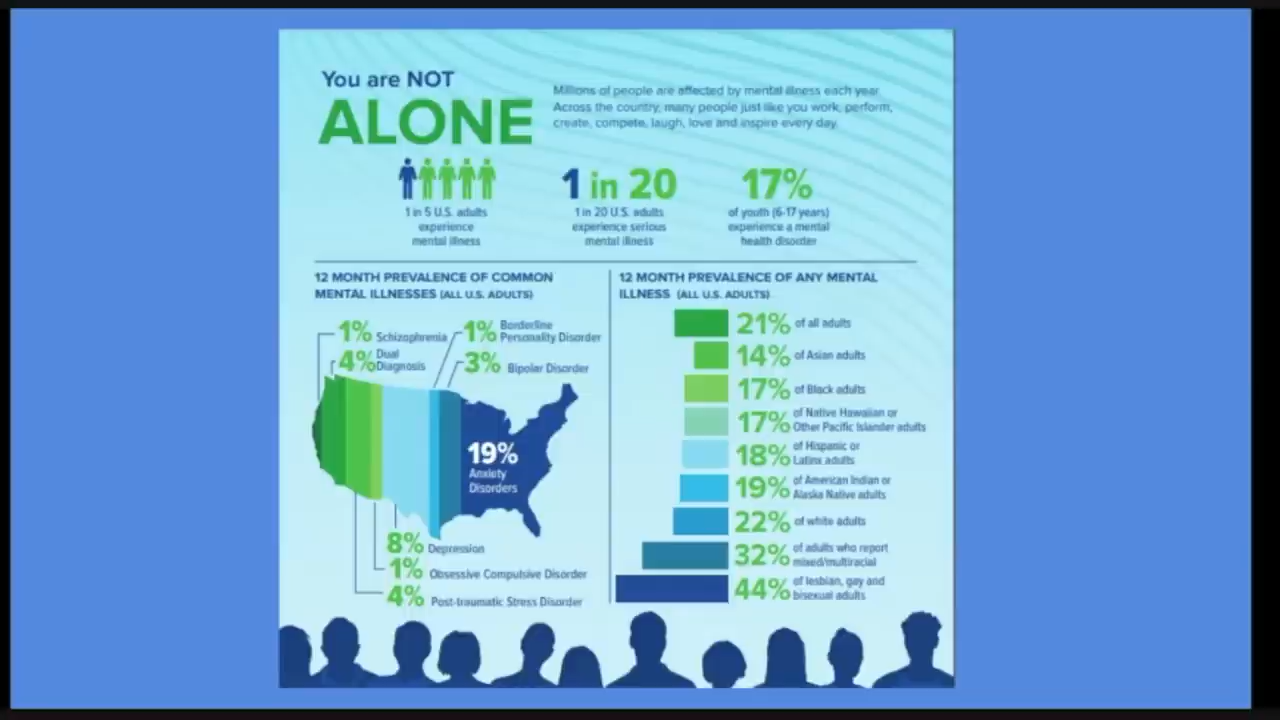 You are NOT
ALONE
Millions of people are affected by mental illness each year.
Across the country, many people just like you work, perform,
create, compete, laugh, love and inspire every day.
1 in 5 U.S. adults
experience
mental illness
1 in 20
1 in 20 U.S. adults
experience serious
mental illness
17%
of youth (6-17 years)
experience a mental
health disorder
12 MONTH PREVALENCE OF COMMON
MENTAL ILLNESSES (ALL U.S. ADULTS)
1% Schizophrenia
1% Borderline
Personality Disorder
4% Dual
Diagnosis
3% Bipolar Disorder
19%
Anxiety
Disorders
8% Depression
1% Obsessive Compulsive Disorder
4% Post-traumatic Stress Disorder
12 MONTH PREVALENCE OF ANY MENTAL
ILLNESS (ALL U.S. ADULTS)
21% of all adults
14% of Asian adults
17% of Black adults
17% of Native Hawaiian or
Other Pacific Islander adults
18% of Hispanic or
Latinx adults
19% of American Indian or
Alaska Native adults
22% of white adults
32% of adults who report
mixed/multiracial
44% of lesbian, gay and
bisexual adults